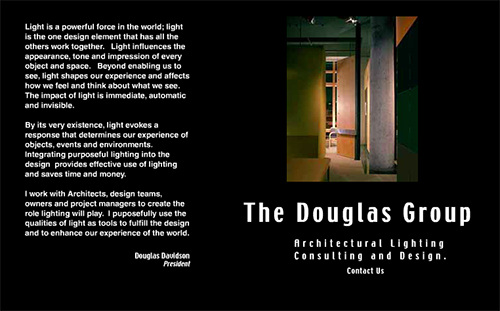 Light is a powerful force in the world; light
is the one design element that has all the
others work together. Light influences the
appearance, tone and impression of every
object and space. Beyond enabling us to
see, light shapes our experience and affects
how we feel and think about what we see.
The impact of light is immediate, automatic
and invisible.
By its very existence, light evokes a
response that determines our experience of
objects, events and environments.
Integrating purposeful lighting into the
design provides effective use of lighting
and saves time and money.
I work with Architects, design teams,
owners and project managers to create the
role lighting will play. I puposefully use the
qualities of light as tools to fulfill the design
and to enhance our experience of the world.
Douglas Davidson
President
The Douglas Group
Architectural Lighting
Consulting and Design.
Contact Us